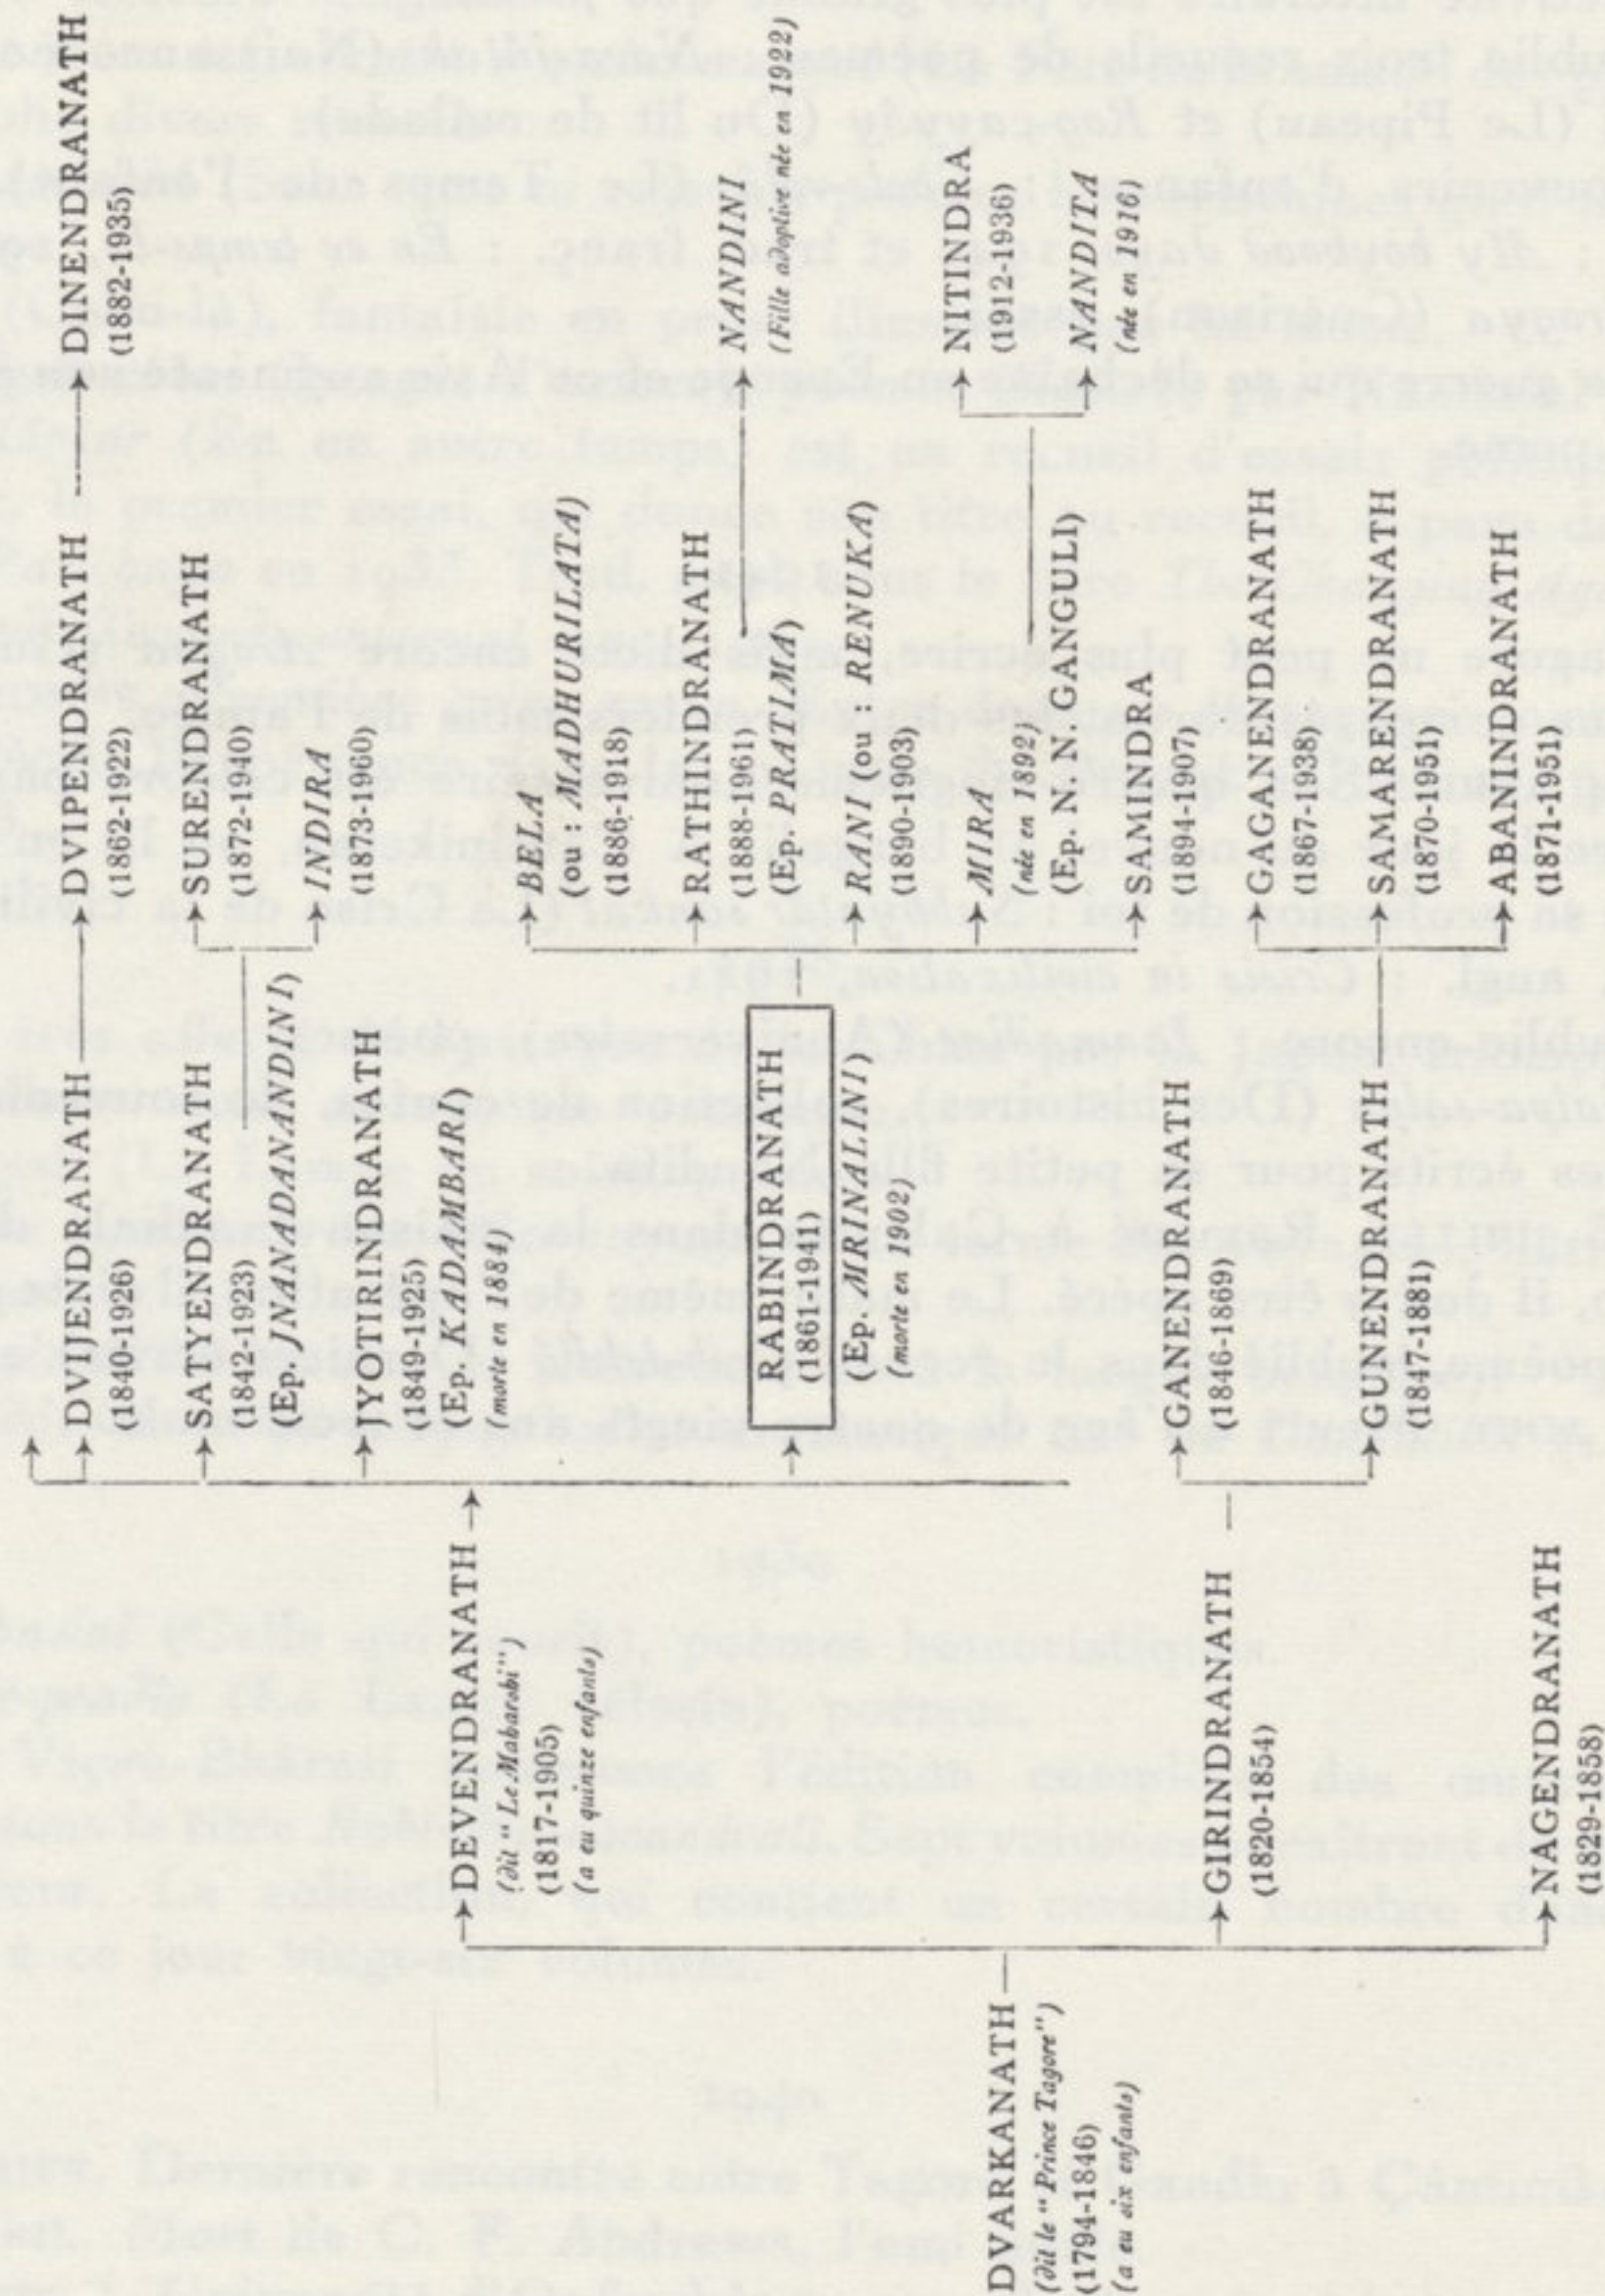 DVARKANATH
(dit le “ Prince Tagore”)
(1794-1846)
(a eu six enfants)
DEVENDRANATH
(dit “ Le Maharshi”)
(1817-1905)
(a eu quinze enfants)
GIRINDRANATH
(1820-1854)
NAGENDRANATH
(1829-1858)
DVIJENDRANATH
(1840-1926)
SATYENDRANATH
(1842-1923)
(Ep. JNANADANANDINI)
JYOTIRINDRANATH
(1849-1925)
(Ep. KADAMBARI)
(morte en 1884)
RABINDRANATH
(1861-1941)
(Ep. MRINALINI)
(morte en 1902)
GANENDRANATH
(1846-1869)
GUNENDRANATH
(1847-1881)
DVIPENDRANATH
(1862-1922)
SURENDRANATH
(1872-1940)
INDIRA
(1873-1960)
BELA
(ou : MADHURILATA)
(1886-1918)
RATHINDRANATH
(1888-1961)
(Ep. PRATIMA)
RANI (ou : RENUKA)
(1890-1903)
MIRA
(née en 1892)
(Ep. N. N. GANGULI)
SAMINDRA
(1894-1907)
GAGANENDRANATH
(1867-1938)
SAMARENDRANATH
(1870-1951)
ABANINDRANATH
(1871-1951)
DINENDRANATH
(1882-1935)
NANDINI
(Fille adoptive née en 1922)
NITINDRA
(1912-1936)
NANDITA
(née en 1916)